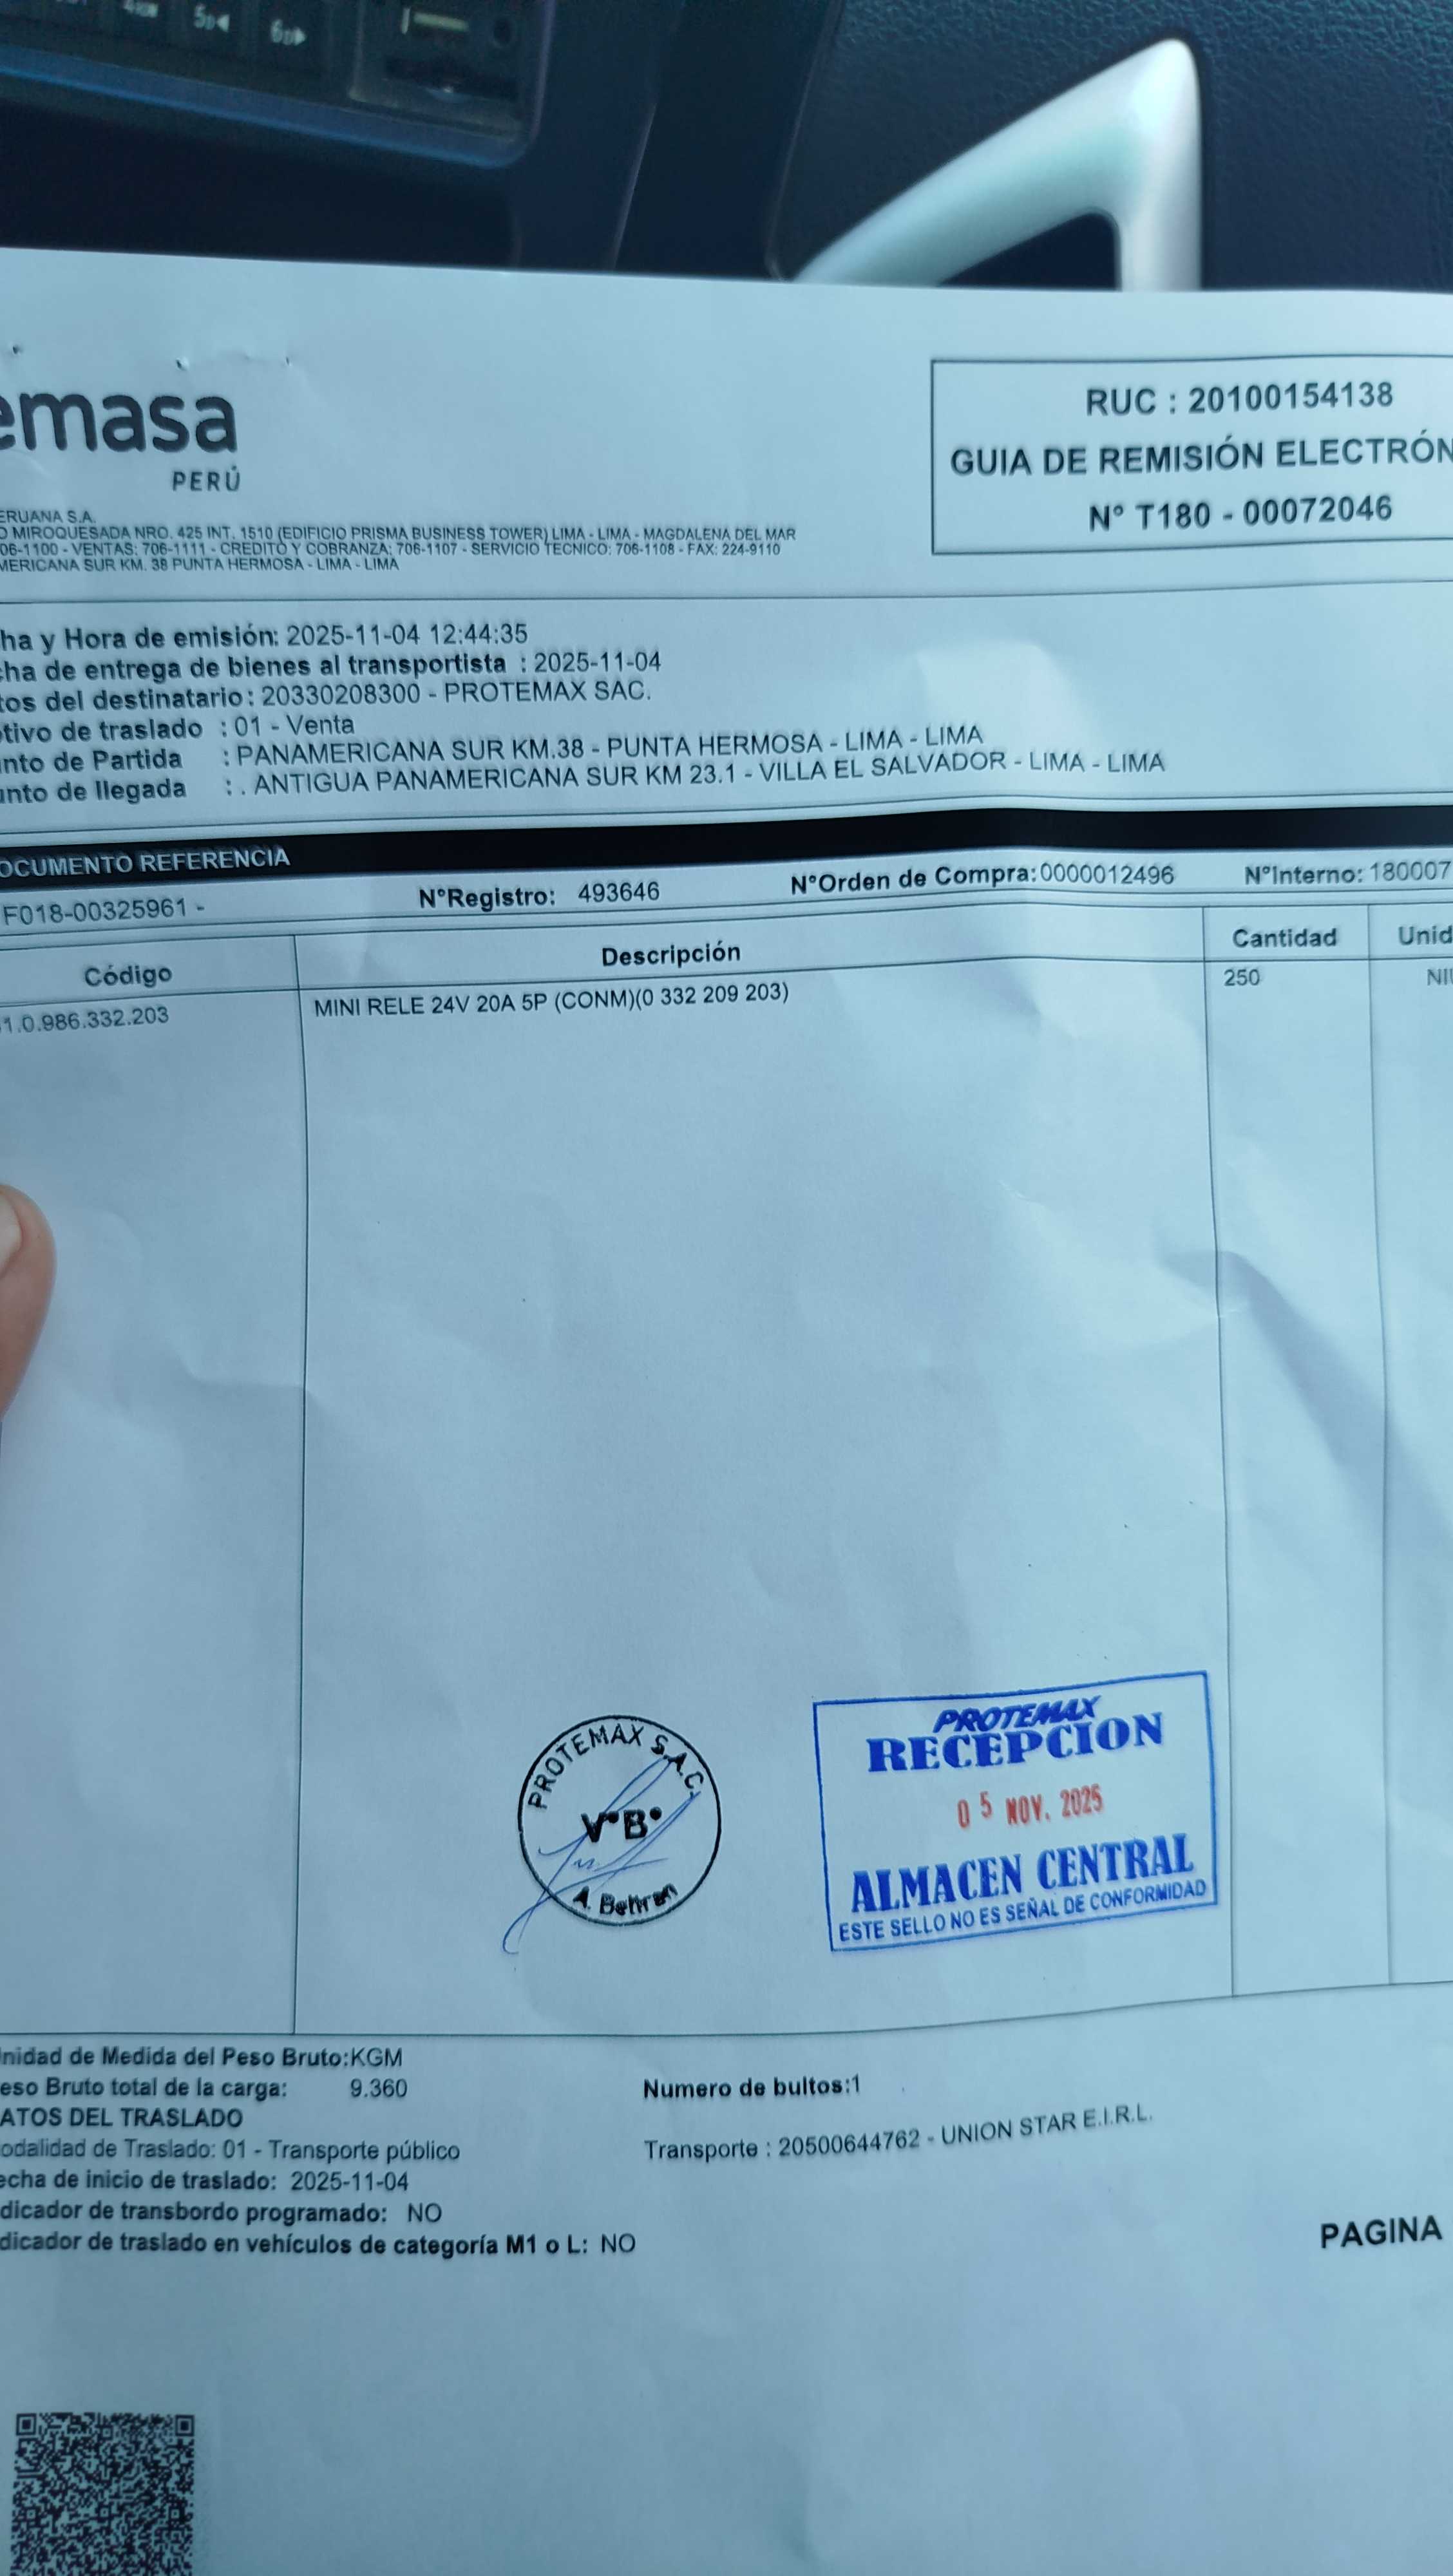 5
6
emasa
PERÚ
RUC : 20100154138
GUIA DE REMISIÓN ELECTRÓN
N° T180 - 00072046
ERUANA S.A.
O MIROQUESADA NRO. 425 INT. 1510 (EDIFICIO PRISMA BUSINESS TOWER) LIMA - LIMA - MAGDALENA DEL MAR
06-1100 - VENTAS: 706-1111 - CREDITO Y COBRANZA: 706-1107 - SERVICIO TECNICO: 706-1108 - FAX: 224-9110
MERICANA SUR KM. 38 PUNTA HERMOSA - LIMA - LIMA
ha y Hora de emisión: 2025-11-04 12:44:35
cha de entrega de bienes al transportista : 2025-11-04
tos del destinatario: 20330208300 - PROTEMAX SAC.
tivo de traslado : 01 - Venta
nto de Partida : PANAMERICANA SUR KM.38 - PUNTA HERMOSA - LIMA - LIMA
unto de llegada : . ANTIGUA PANAMERICANA SUR KM 23.1 - VILLA EL SALVADOR - LIMA - LIMA
OCUMENTO REFERENCIA
F018-00325961 - N°Registro: 493646 N°Orden de Compra:0000012496 N°Interno: 180007
Código Descripción Cantidad Unid
1.0.986.332.203 MINI RELE 24V 20A 5P (CONM)(0 332 209 203) 250 NIU
PROTEMAX S.A.C.
V°B°
A. Beltran
PROTEMAX
RECEPCION
05 NOV. 2025
ALMACEN CENTRAL
ESTE SELLO NO ES SEÑAL DE CONFORMIDAD
nidad de Medida del Peso Bruto:KGM
eso Bruto total de la carga: 9.360 Numero de bultos:1
ATOS DEL TRASLADO
odalidad de Traslado: 01 - Transporte público Transporte : 20500644762 - UNION STAR E.I.R.L.
echa de inicio de traslado: 2025-11-04
dicador de transbordo programado: NO
dicador de traslado en vehículos de categoría M1 o L: NO
PAGINA